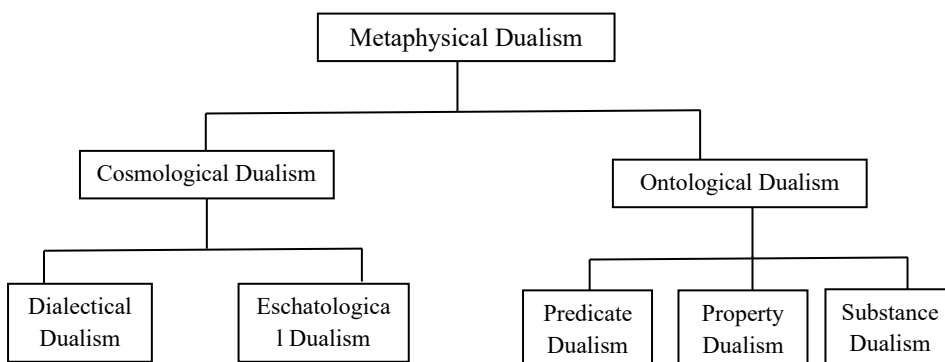 Metaphysical Dualism
Cosmological Dualism
Ontological Dualism
Dialectical
Dualism
Eschatologica
l Dualism
Predicate
Dualism
Property
Dualism
Substance
Dualism